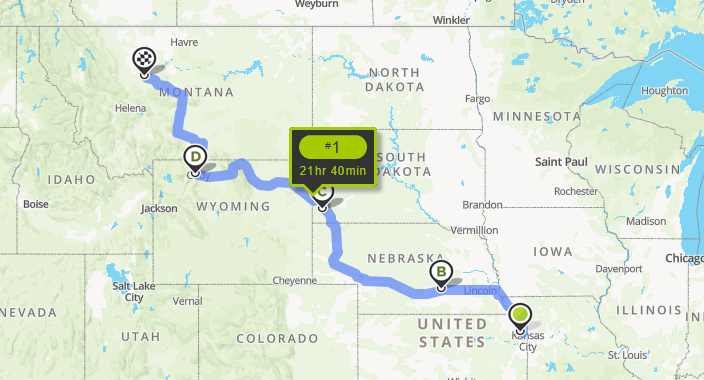 Weyburn
Dryden
Winkler
Havre
NORTH
DAKOTA
MONTANA
Helena
Fargo
Houghton
MINNESOTA
#1
21hr 40min
D
SOUTH
DAKOTA
Saint Paul
WISCONSIN
IDAHO
C
Rochester
Boise
Jackson
WYOMING
Brandon
Madison
Vermillion
IOWA
Chicago
NEBRASKA
Davenport
B
Salt Lake
City
Cheyenne
Lincoln
Vernal
NEVADA
ILLINOIS
UTAH
COLORADO
UNITED
STATES
Kansas
City
St. Louis